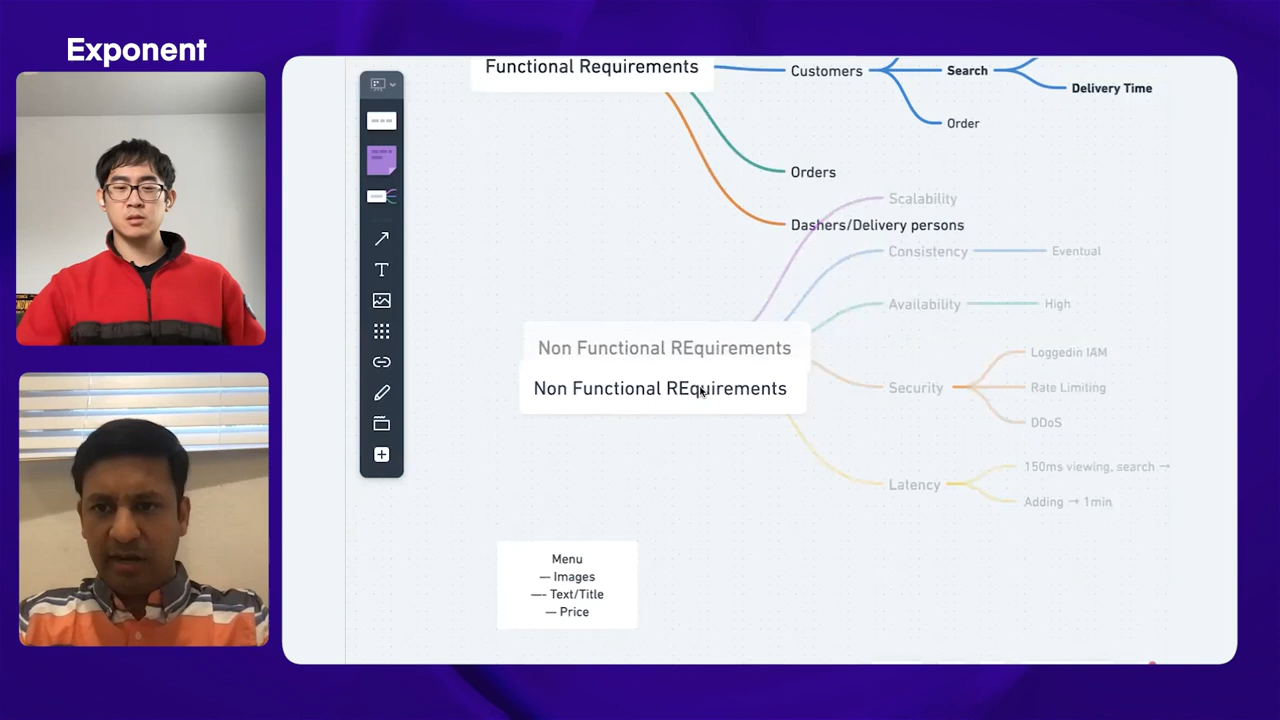 Exponent
Functional Requirements
Customers
Search
Delivery Time
Order
Orders
Dashers/Delivery persons
Scalability
Consistency
Eventual
Availability
High
Non Functional REquirements
Non Functional REquirements
Security
Loggedin IAM
Rate Limiting
DDoS
Latency
150ms viewing, search →
Adding → 1min
Menu
— Images
—- Text/Title
— Price
T